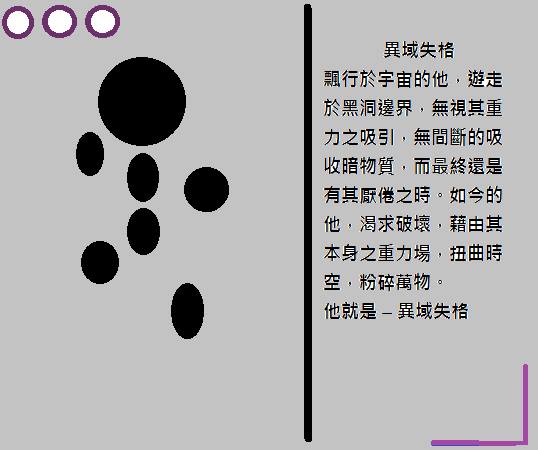 異域失格
飄行於宇宙的他，遊走
於黑洞邊界，無視其重
力之吸引，無間斷的吸
收暗物質，而最終還是
有其厭倦之時。如今的
他，渴求破壞，藉由其
本身之重力場，扭曲時
空，粉碎萬物。
他就是 – 異域失格